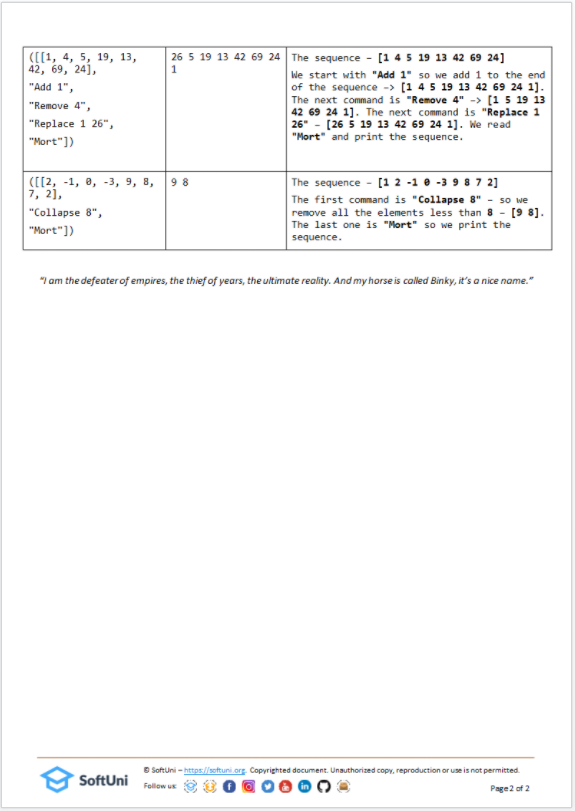 ([[1, 4, 5, 19, 13,
42, 69, 24],
"Add 1",
"Remove 4",
"Replace 1 26",
"Mort"])
26 5 19 13 42 69 24
1
The sequence – [1 4 5 19 13 42 69 24]
We start with "Add 1" so we add 1 to the end
of the sequence –> [1 4 5 19 13 42 69 24 1].
The next command is "Remove 4" –> [1 5 19 13
42 69 24 1]. The next command is "Replace 1
26" – [26 5 19 13 42 69 24 1]. We read
"Mort" and print the sequence.
([[2, -1, 0, -3, 9, 8,
7, 2],
"Collapse 8",
"Mort"])
9 8
The sequence – [1 2 -1 0 -3 9 8 7 2]
The first command is "Collapse 8" – so we
remove all the elements less than 8 – [9 8].
The last one is "Mort" so we print the
sequence.
"I am the defeater of empires, the thief of years, the ultimate reality. And my horse is called Binky, it's a nice name."
SoftUni
© SoftUni – https://softuni.org. Copyrighted document. Unauthorized copy, reproduction or use is not permitted.
Follow us:
Page 2 of 2